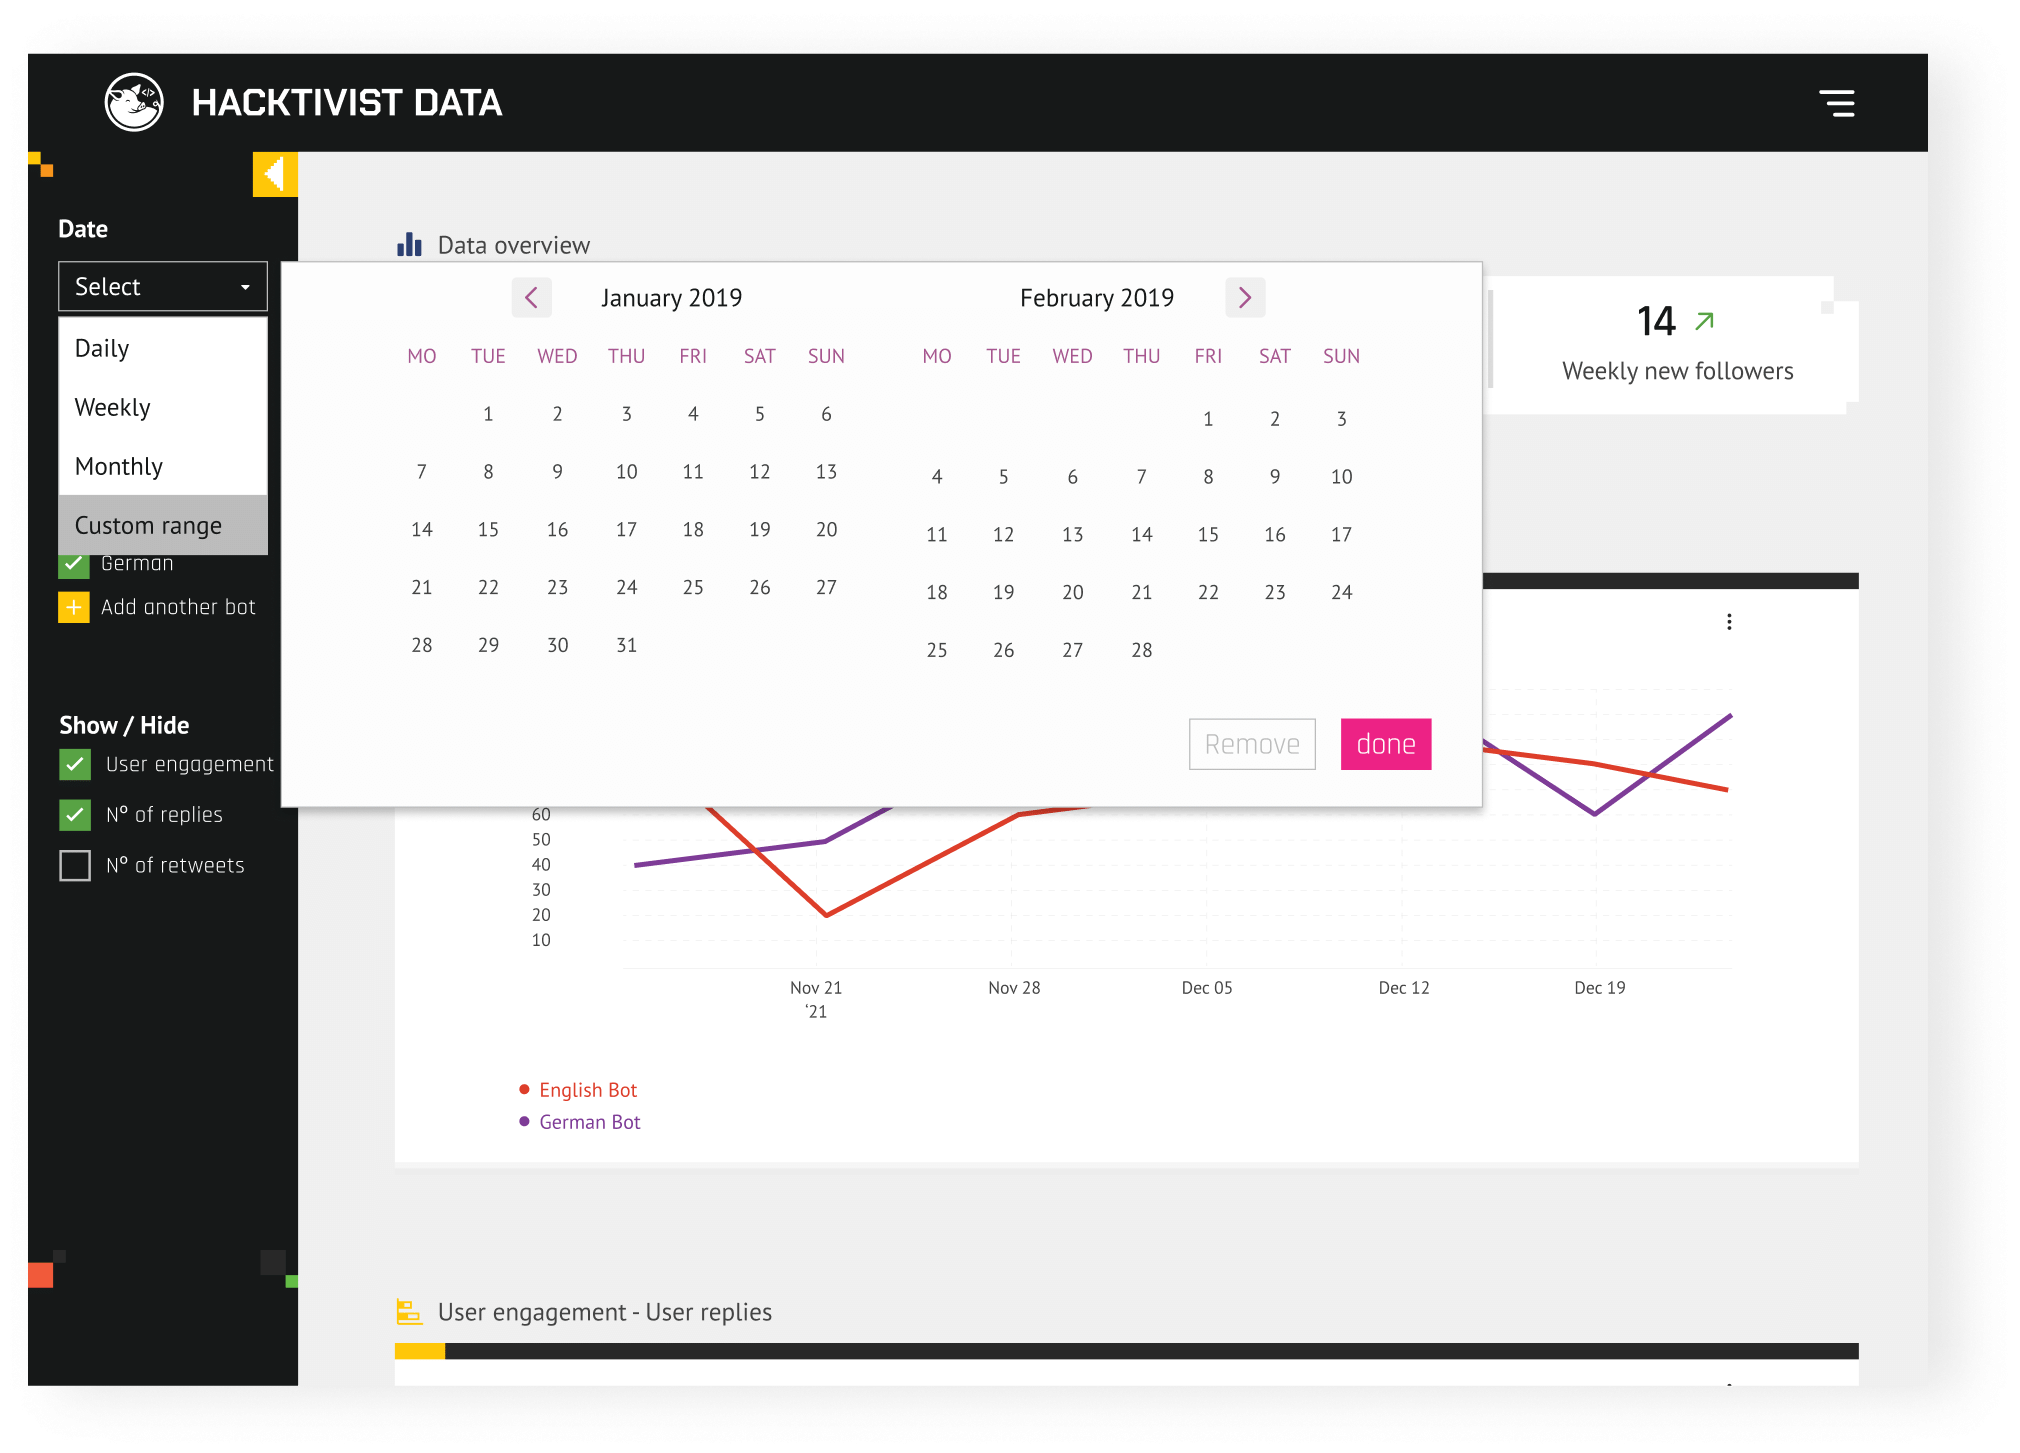 HACKTIVIST DATA
Date
Select
Daily
Weekly
Monthly
Custom range
German
Add another bot
Show / Hide
User engagement
Nº of replies
Nº of retweets
Data overview
January 2019
MO TUE WED THU FRI SAT SUN
1 2 3 4 5 6
7 8 9 10 11 12 13
14 15 16 17 18 19 20
21 22 23 24 25 26 27
28 29 30 31
February 2019
MO TUE WED THU FRI SAT SUN
1 2 3
4 5 6 7 8 9 10
11 12 13 14 15 16 17
18 19 20 21 22 23 24
25 26 27 28
Remove
done
14
Weekly new followers
60
50
40
30
20
10
Nov 21 Nov 28 Dec 05 Dec 12 Dec 19
‘21
English Bot
German Bot
User engagement - User replies